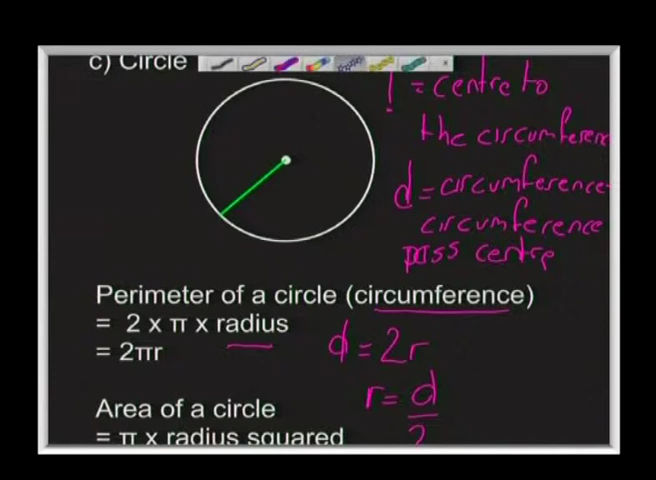 c) Circle
= centre to
the circumferen
d = circumference-
circumference
pass centre
Perimeter of a circle (circumference)
= 2 x π x radius
= 2πr
d = 2r
r = d/2
Area of a circle
= π x radius squared